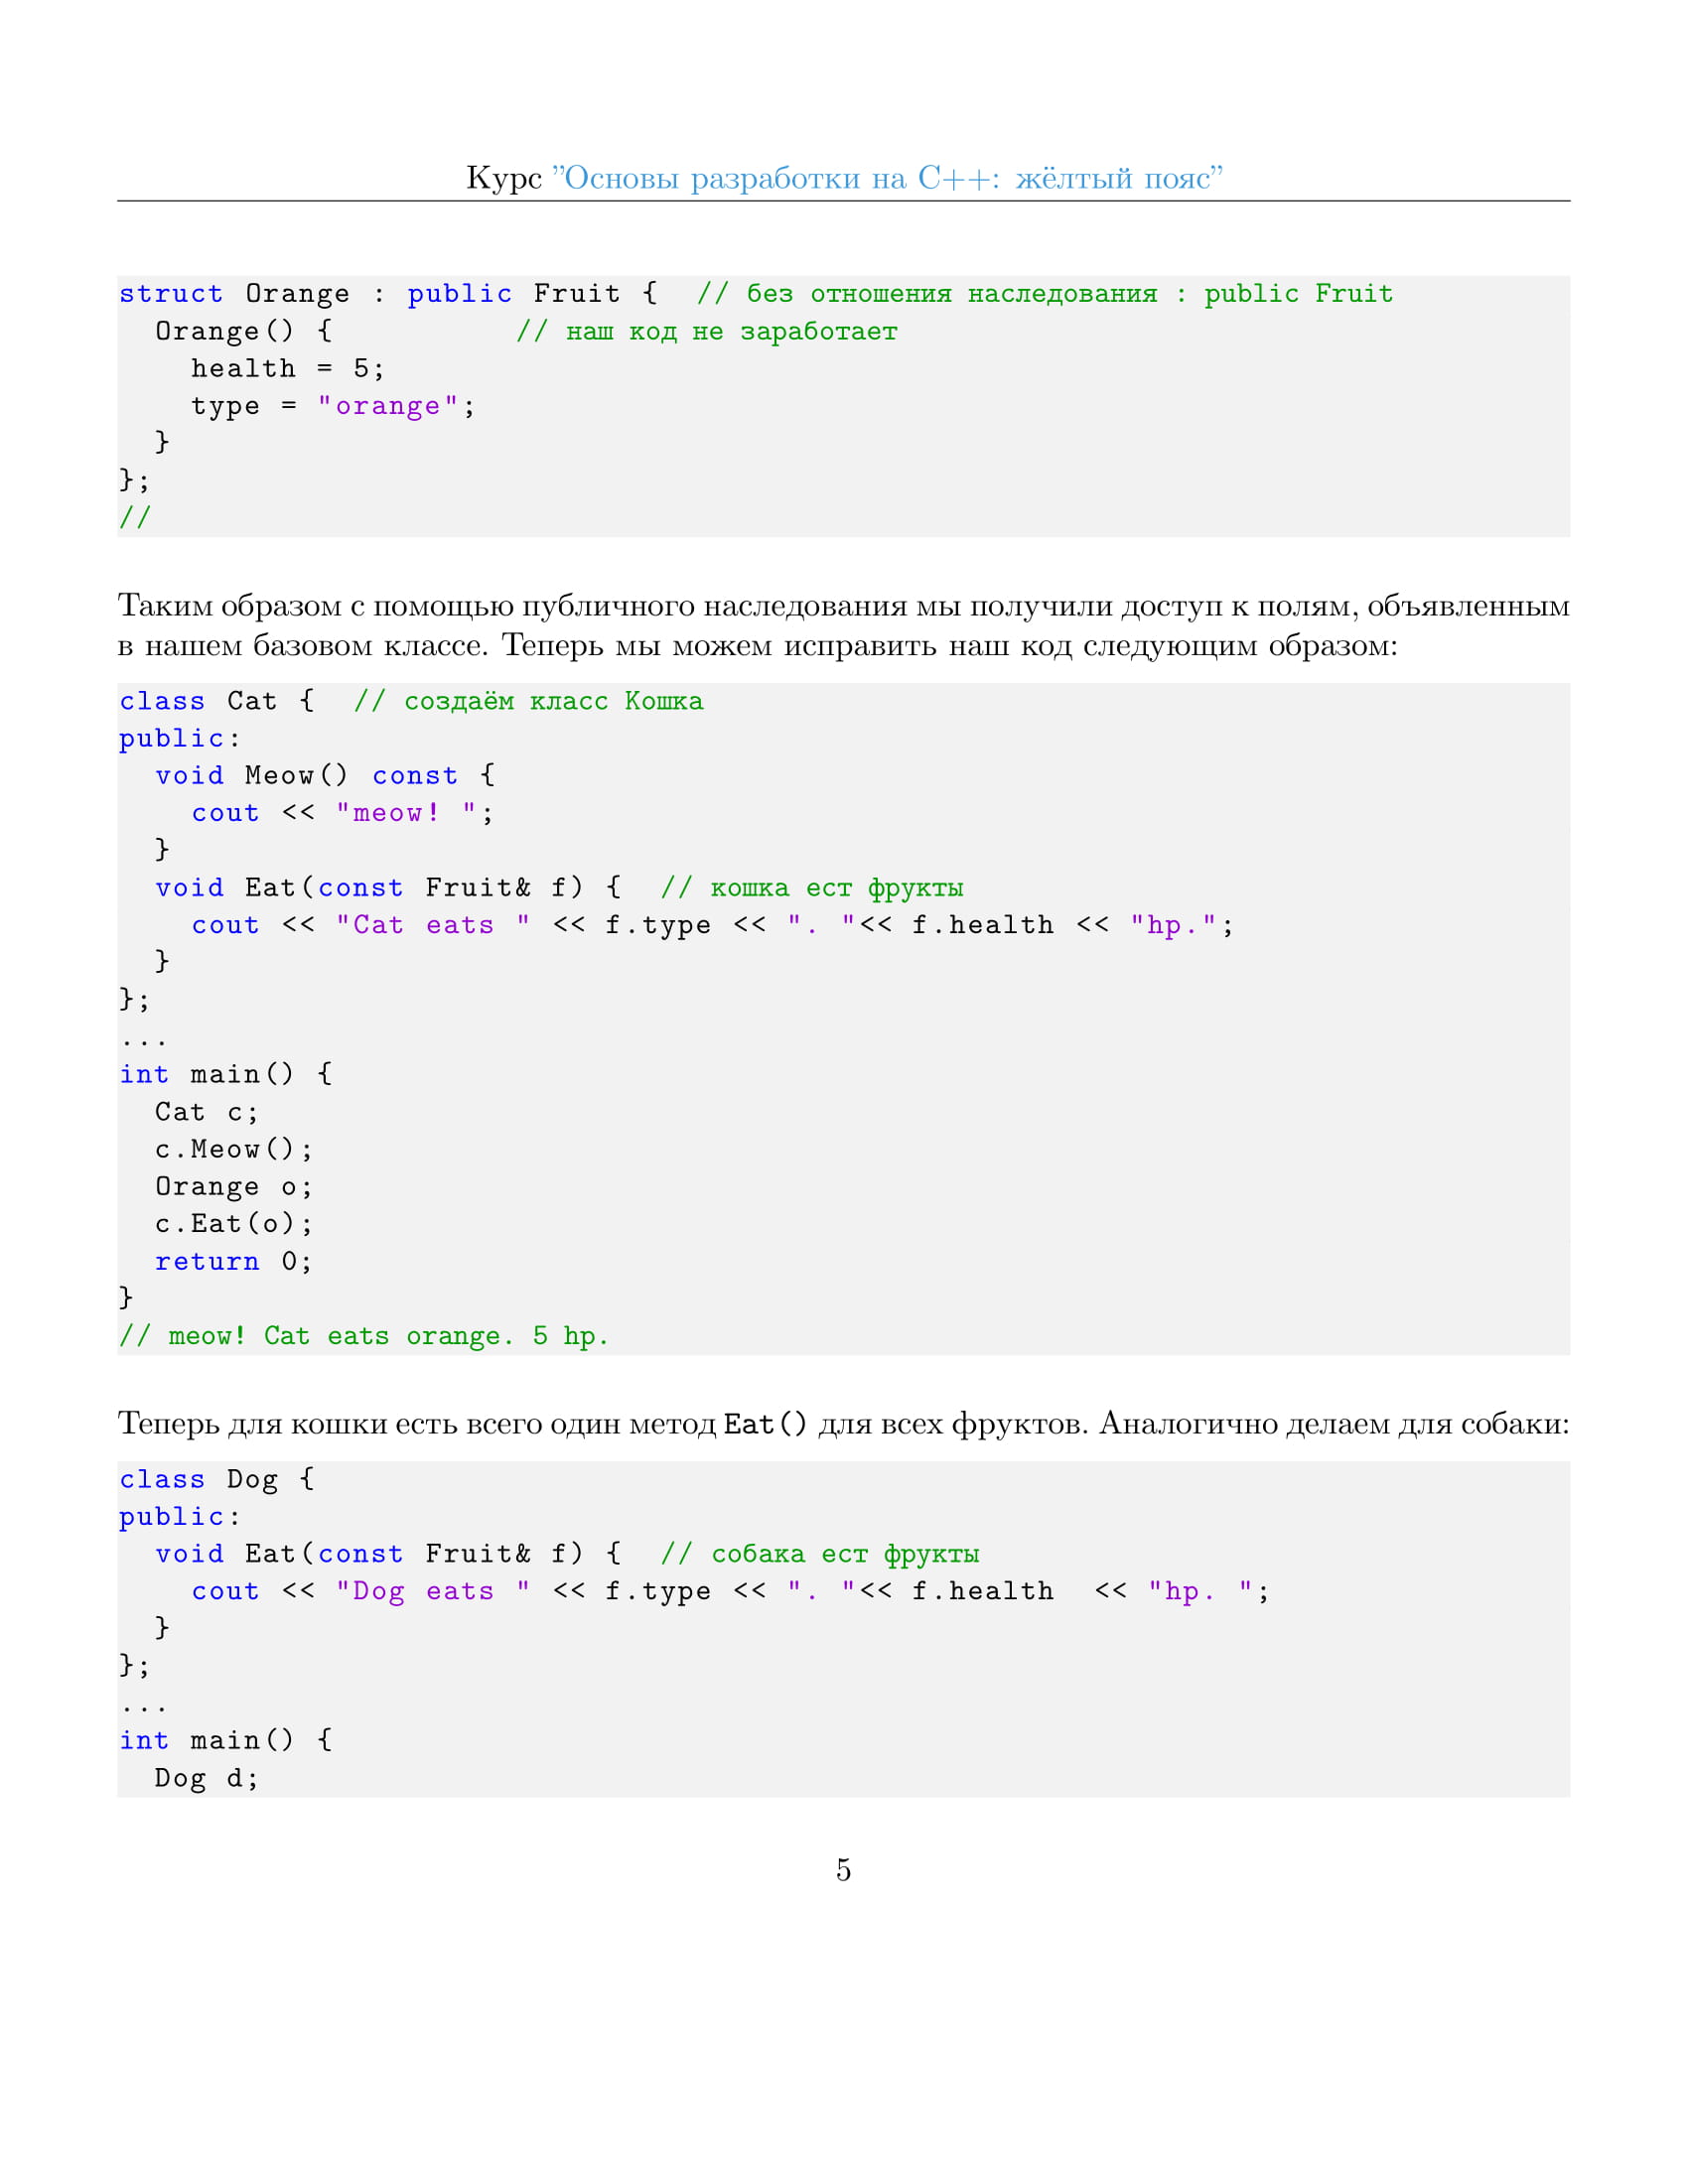 Курс ”Основы разработки на C++: жёлтый пояс”
struct Orange : public Fruit {  // без отношения наследования : public Fruit
  Orange() {          // наш код не заработает
    health = 5;
    type = "orange";
  }
};
//
Таким образом с помощью публичного наследования мы получили доступ к полям, объявленным
в нашем базовом классе. Теперь мы можем исправить наш код следующим образом:
class Cat {  // создаём класс Кошка
public:
  void Meow() const {
    cout << "meow! ";
  }
  void Eat(const Fruit& f) {  // кошка ест фрукты
    cout << "Cat eats " << f.type << ". "<< f.health << "hp.";
  }
};
...
int main() {
  Cat c;
  c.Meow();
  Orange o;
  c.Eat(o);
  return 0;
}
// meow! Cat eats orange. 5 hp.
Теперь для кошки есть всего один метод Eat() для всех фруктов. Аналогично делаем для собаки:
class Dog {
public:
  void Eat(const Fruit& f) {  // собака ест фрукты
    cout << "Dog eats " << f.type << ". "<< f.health  << "hp. ";
  }
};
...
int main() {
  Dog d;
5